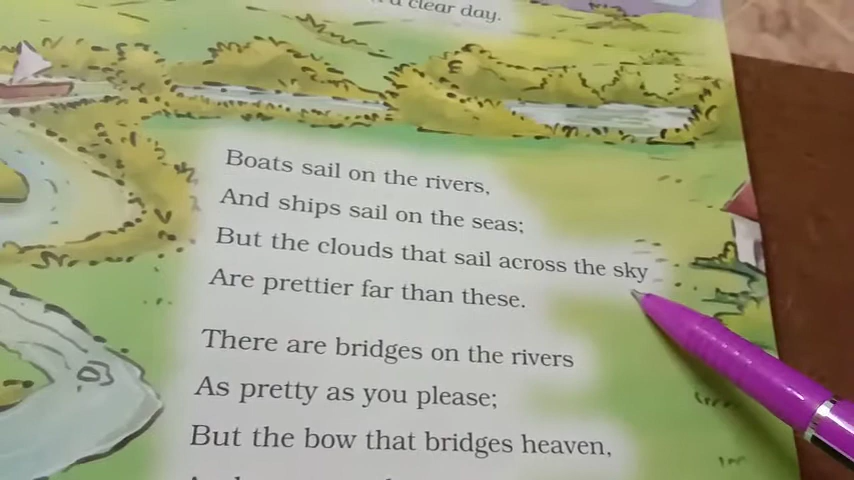 a clear day.
Boats sail on the rivers,
And ships sail on the seas;
But the clouds that sail across the sky
Are prettier far than these.
There are bridges on the rivers
As pretty as you please;
But the bow that bridges heaven,